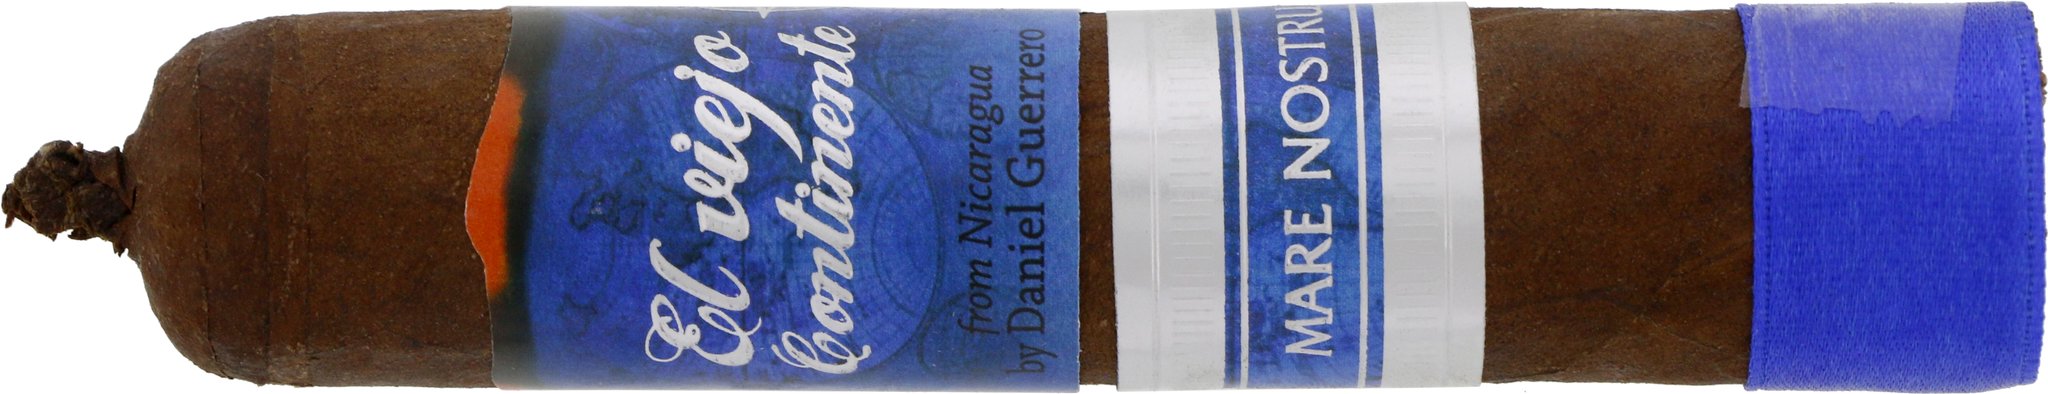 El viejo
Continente
from Nicaragua
by Daniel Guerrero
MARE NOSTRU